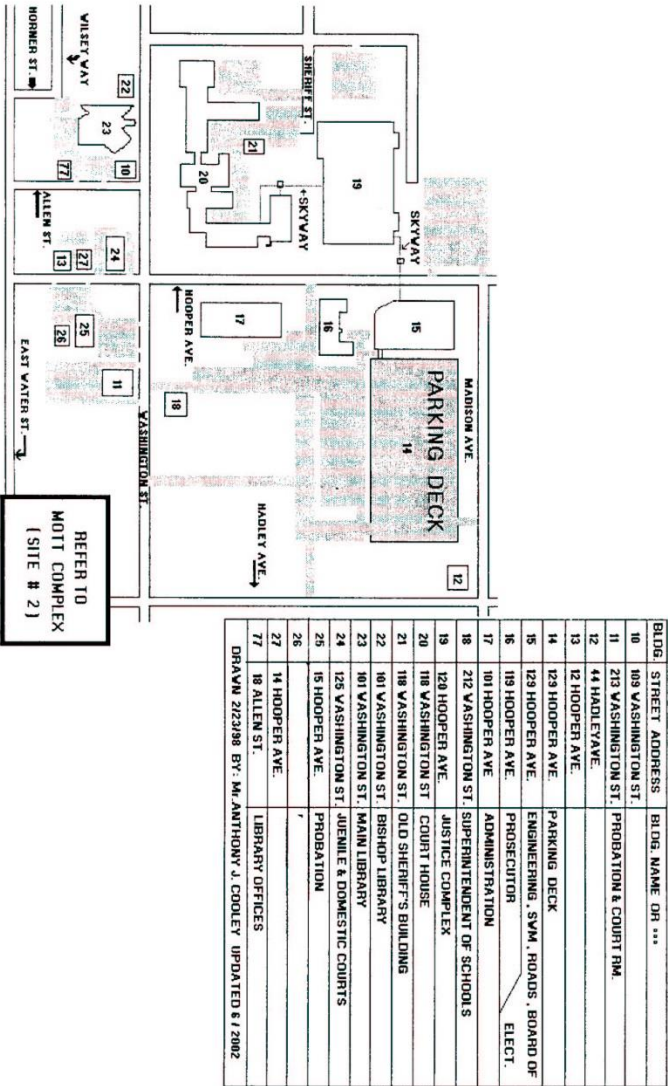 HORNER ST.
WILSEY WAY
22
23
10
77
ALLEN ST.
24
27
13
25
26
11
EAST WATER ST.
WASHINGTON ST.
SHERIFF ST.
21
20
19
SKYWAY
SKYWAY
HOOPER AVE.
17
16
15
18
MADISON AVE.
PARKING DECK
14
HADLEY AVE.
12
REFER TO
MOTT COMPLEX
(SITE # 2)
BLDG. STREET ADDRESS BLDG. NAME OR ***
10 109 WASHINGTON ST.
11 213 WASHINGTON ST. PROBATION & COURT RM.
12 44 HADLEY AVE.
13 12 HOOPER AVE.
14 129 HOOPER AVE. PARKING DECK
15 129 HOOPER AVE. ENGINEERING, SWM, ROADS, BOARD OF
16 119 HOOPER AVE. PROSECUTOR ELECT.
17 101 HOOPER AVE ADMINISTRATION
18 212 WASHINGTON ST. SUPERINTENDENT OF SCHOOLS
19 120 HOOPER AVE. JUSTICE COMPLEX
20 118 WASHINGTON ST COURT HOUSE
21 118 WASHINGTON ST. OLD SHERIFF'S BUILDING
22 101 WASHINGTON ST. BISHOP LIBRARY
23 101 WASHINGTON ST. MAIN LIBRARY
24 125 WASHINGTON ST. JUENILE & DOMESTIC COURTS
25 15 HOOPER AVE. PROBATION
26
27 14 HOOPER AVE.
77 18 ALLEN ST. LIBRARY OFFICES
DRAWN 2/23/98 BY: Mr. ANTHONY J. COOLEY UPDATED 6 / 2002